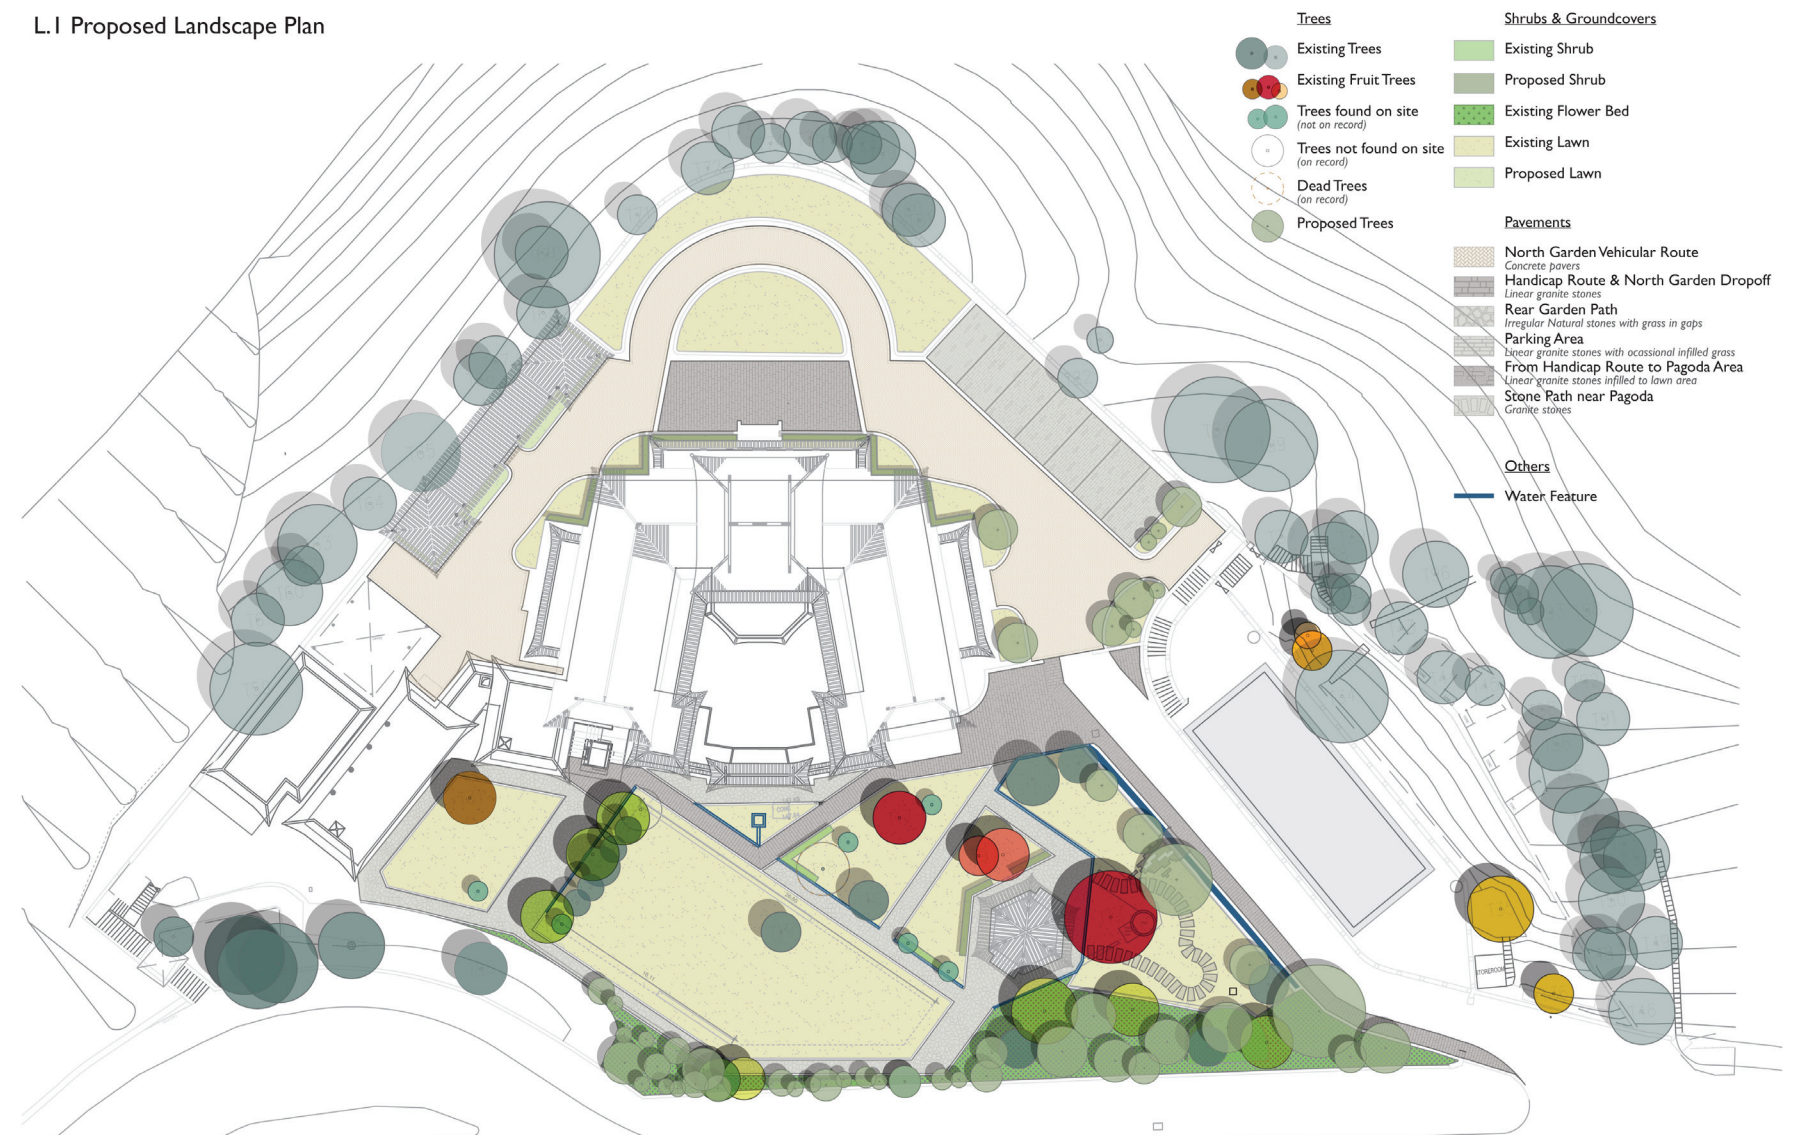 L.1 Proposed Landscape Plan
Trees
Existing Trees
Existing Fruit Trees
Trees found on site
(not on record)
Trees not found on site
(on record)
Dead Trees
(on record)
Proposed Trees
Shrubs & Groundcovers
Existing Shrub
Proposed Shrub
Existing Flower Bed
Existing Lawn
Proposed Lawn
Pavements
North Garden Vehicular Route
Concrete pavers
Handicap Route & North Garden Dropoff
Linear granite stones
Rear Garden Path
Irregular Natural stones with grass in gaps
Parking Area
Linear granite stones with ocassional infilled grass
From Handicap Route to Pagoda Area
Linear granite stones infilled to lawn area
Stone Path near Pagoda
Granite stones
Others
Water Feature
STOREROOM